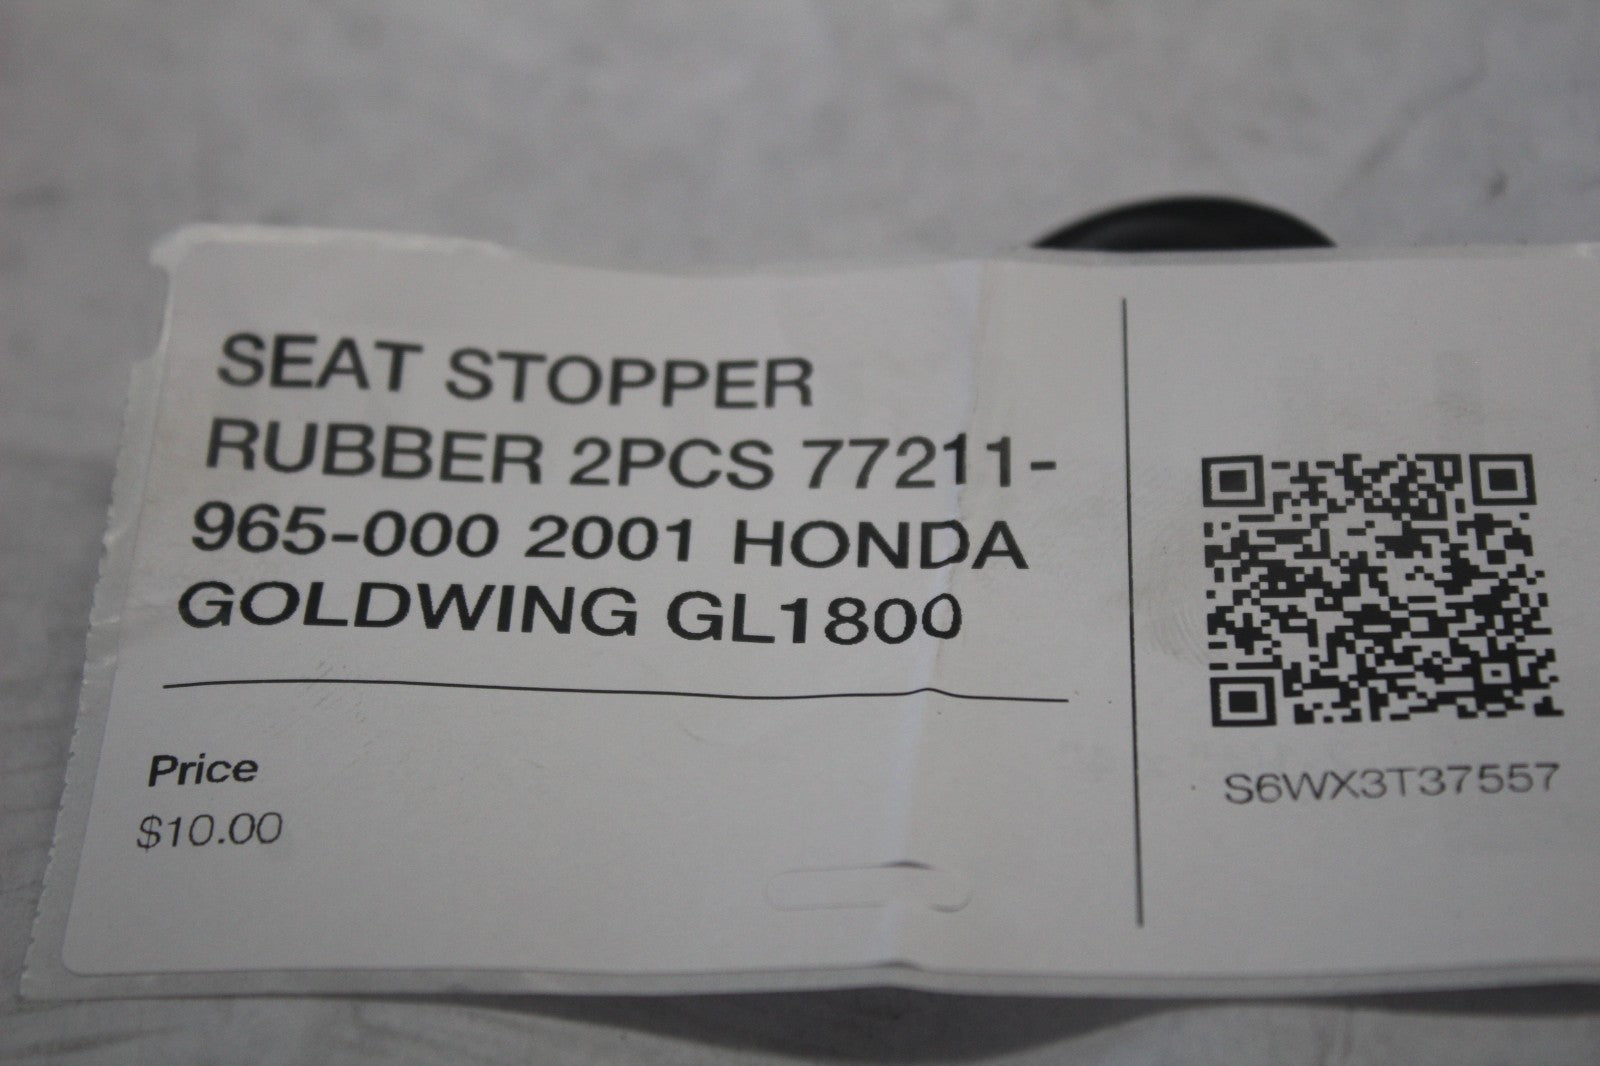 SEAT STOPPER
RUBBER 2PCS 77211-
965-000 2001 HONDA
GOLDWING GL1800
Price
$10.00
S6WX3T37557